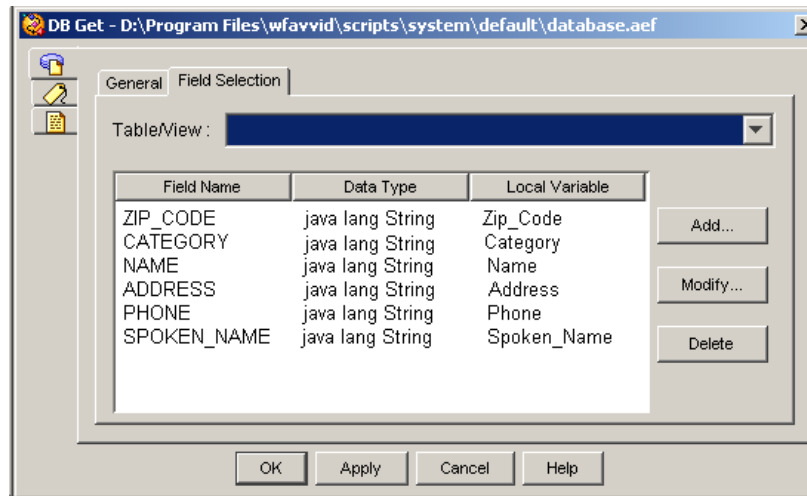 DB Get - D:\Program Files\wfavvid\scripts\system\default\database.aef
General Field Selection
Table/View :
Field Name Data Type Local Variable
ZIP_CODE java lang String Zip_Code
CATEGORY java lang String Category
NAME java lang String Name
ADDRESS java lang String Address
PHONE java lang String Phone
SPOKEN_NAME java lang String Spoken_Name
Add...
Modify...
Delete
OK Apply Cancel Help